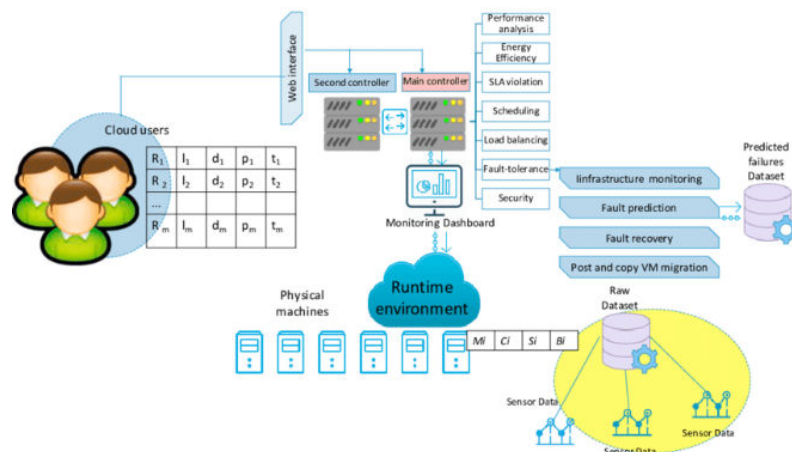 Web interface
Second controller
Main controller
Performance
analysis
Energy
Efficiency
SLA violation
Scheduling
Load balancing
Fault-tolerance
Security
Cloud users
R1 I1 d1 p1 t1
R2 I2 d2 p2 t2
...
Rm Im dm pm tm
Monitoring Dashboard
Iinfrastructure monitoring
Fault prediction
Fault recovery
Post and copy VM migration
Predicted
failures
Dataset
Runtime
environment
Physical
machines
Mi Ci Si Bi
Raw
Dataset
Sensor Data
Sensor Data
Sensor Data